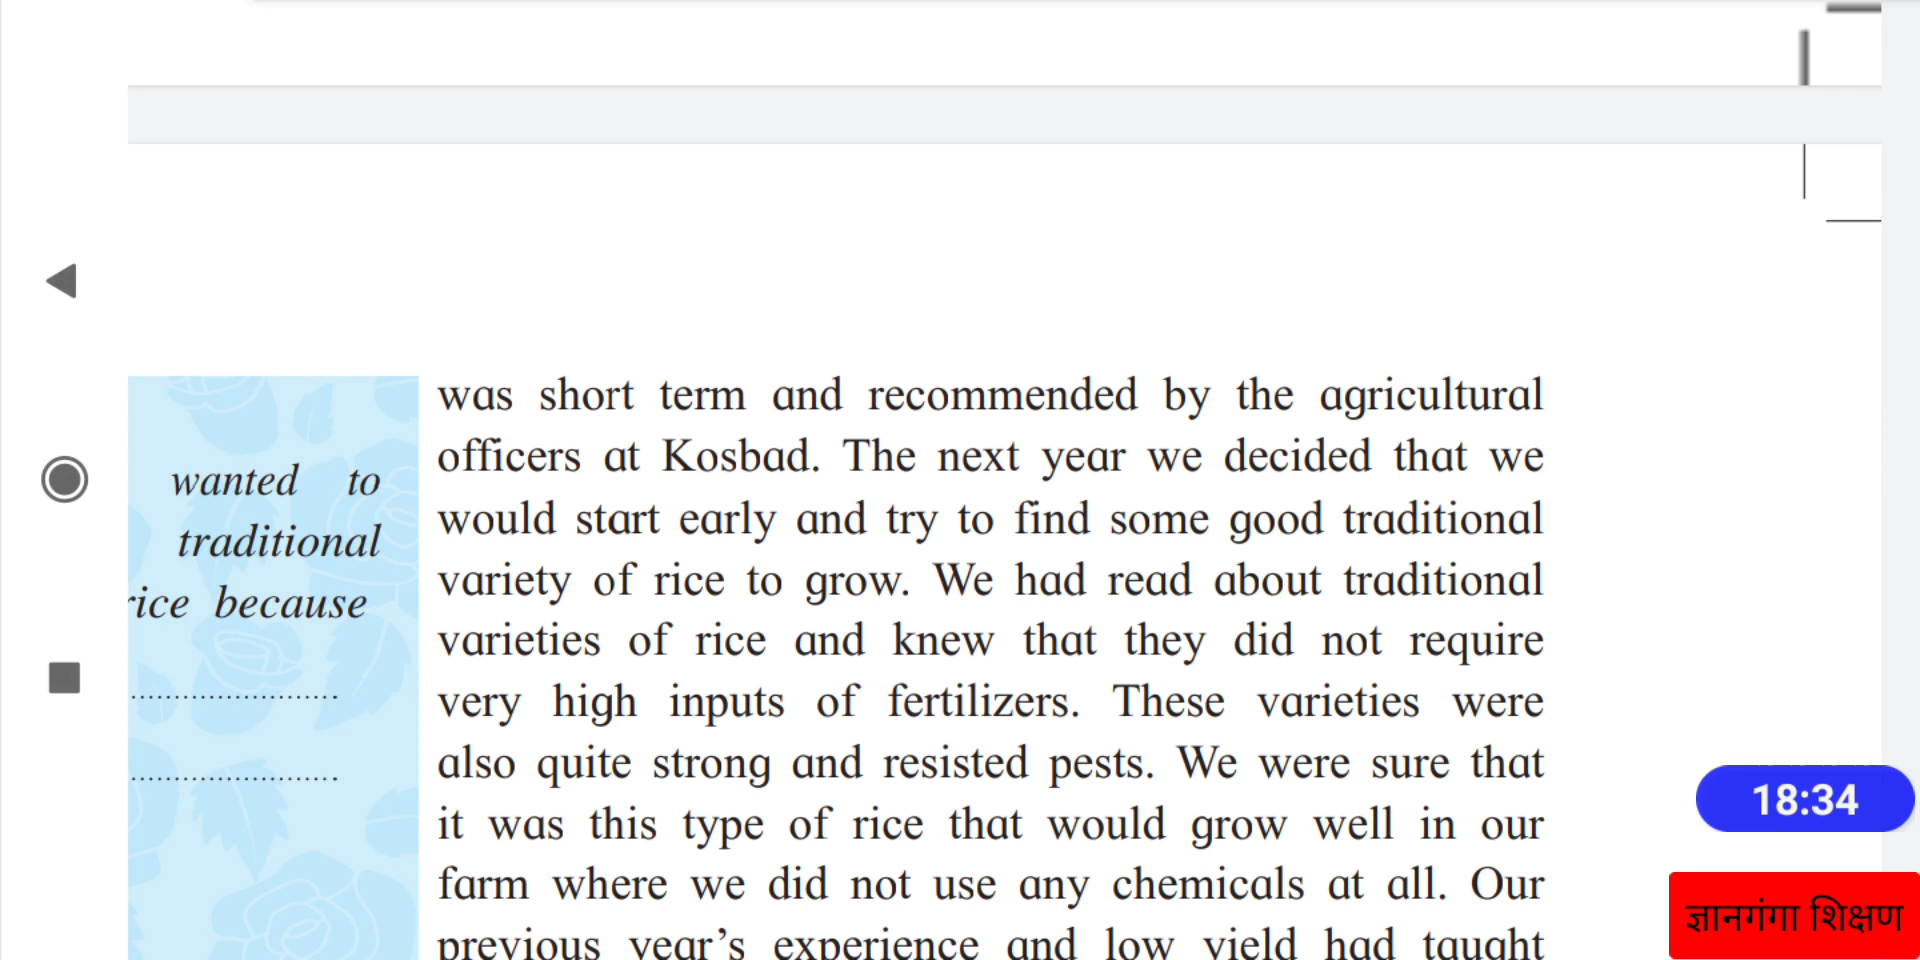 wanted to
traditional
rice because
......................
......................
was short term and recommended by the agricultural
officers at Kosbad. The next year we decided that we
would start early and try to find some good traditional
variety of rice to grow. We had read about traditional
varieties of rice and knew that they did not require
very high inputs of fertilizers. These varieties were
also quite strong and resisted pests. We were sure that
it was this type of rice that would grow well in our
farm where we did not use any chemicals at all. Our
previous year’s experience and low yield had taught
18:34
ज्ञानगंगा शिक्षण